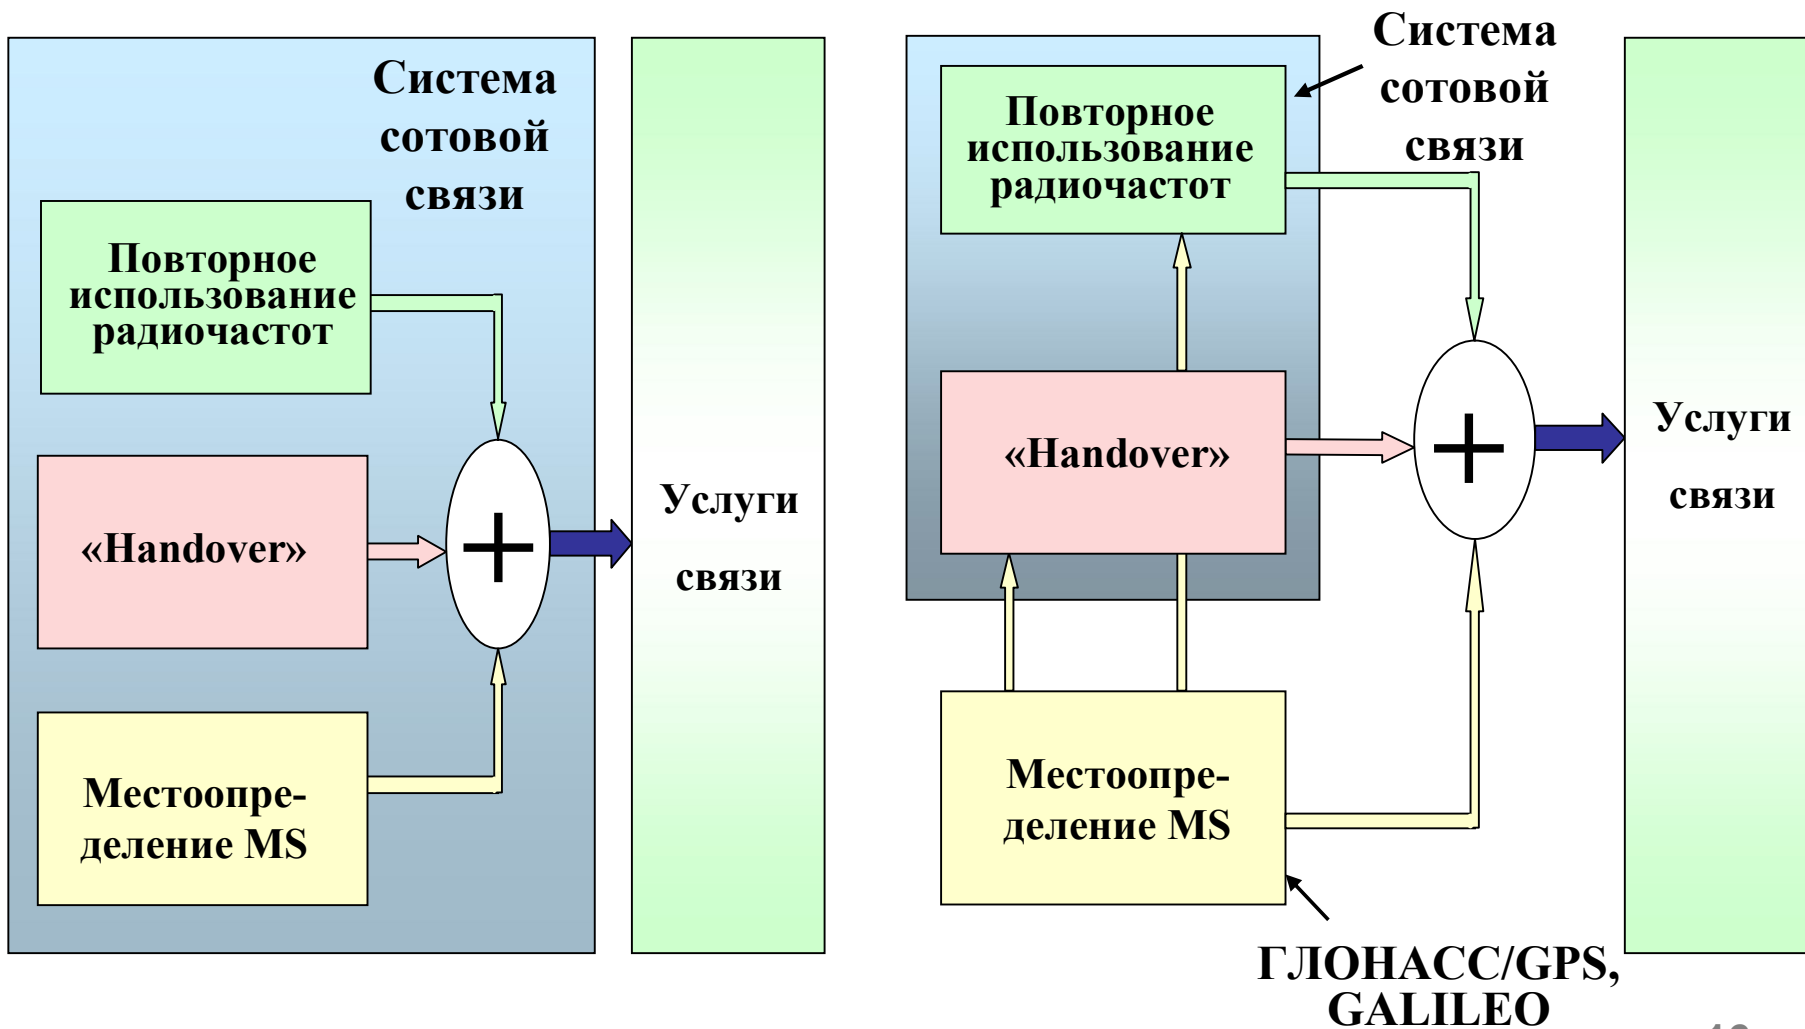 Система
сотовой
связи
Повторное
использование
радиочастот
«Handover»
Местоопре-
деление MS
+
Услуги
связи
Система
сотовой
связи
Повторное
использование
радиочастот
«Handover»
Местоопре-
деление MS
+
Услуги
связи
ГЛОНАСС/GPS,
GALILEO